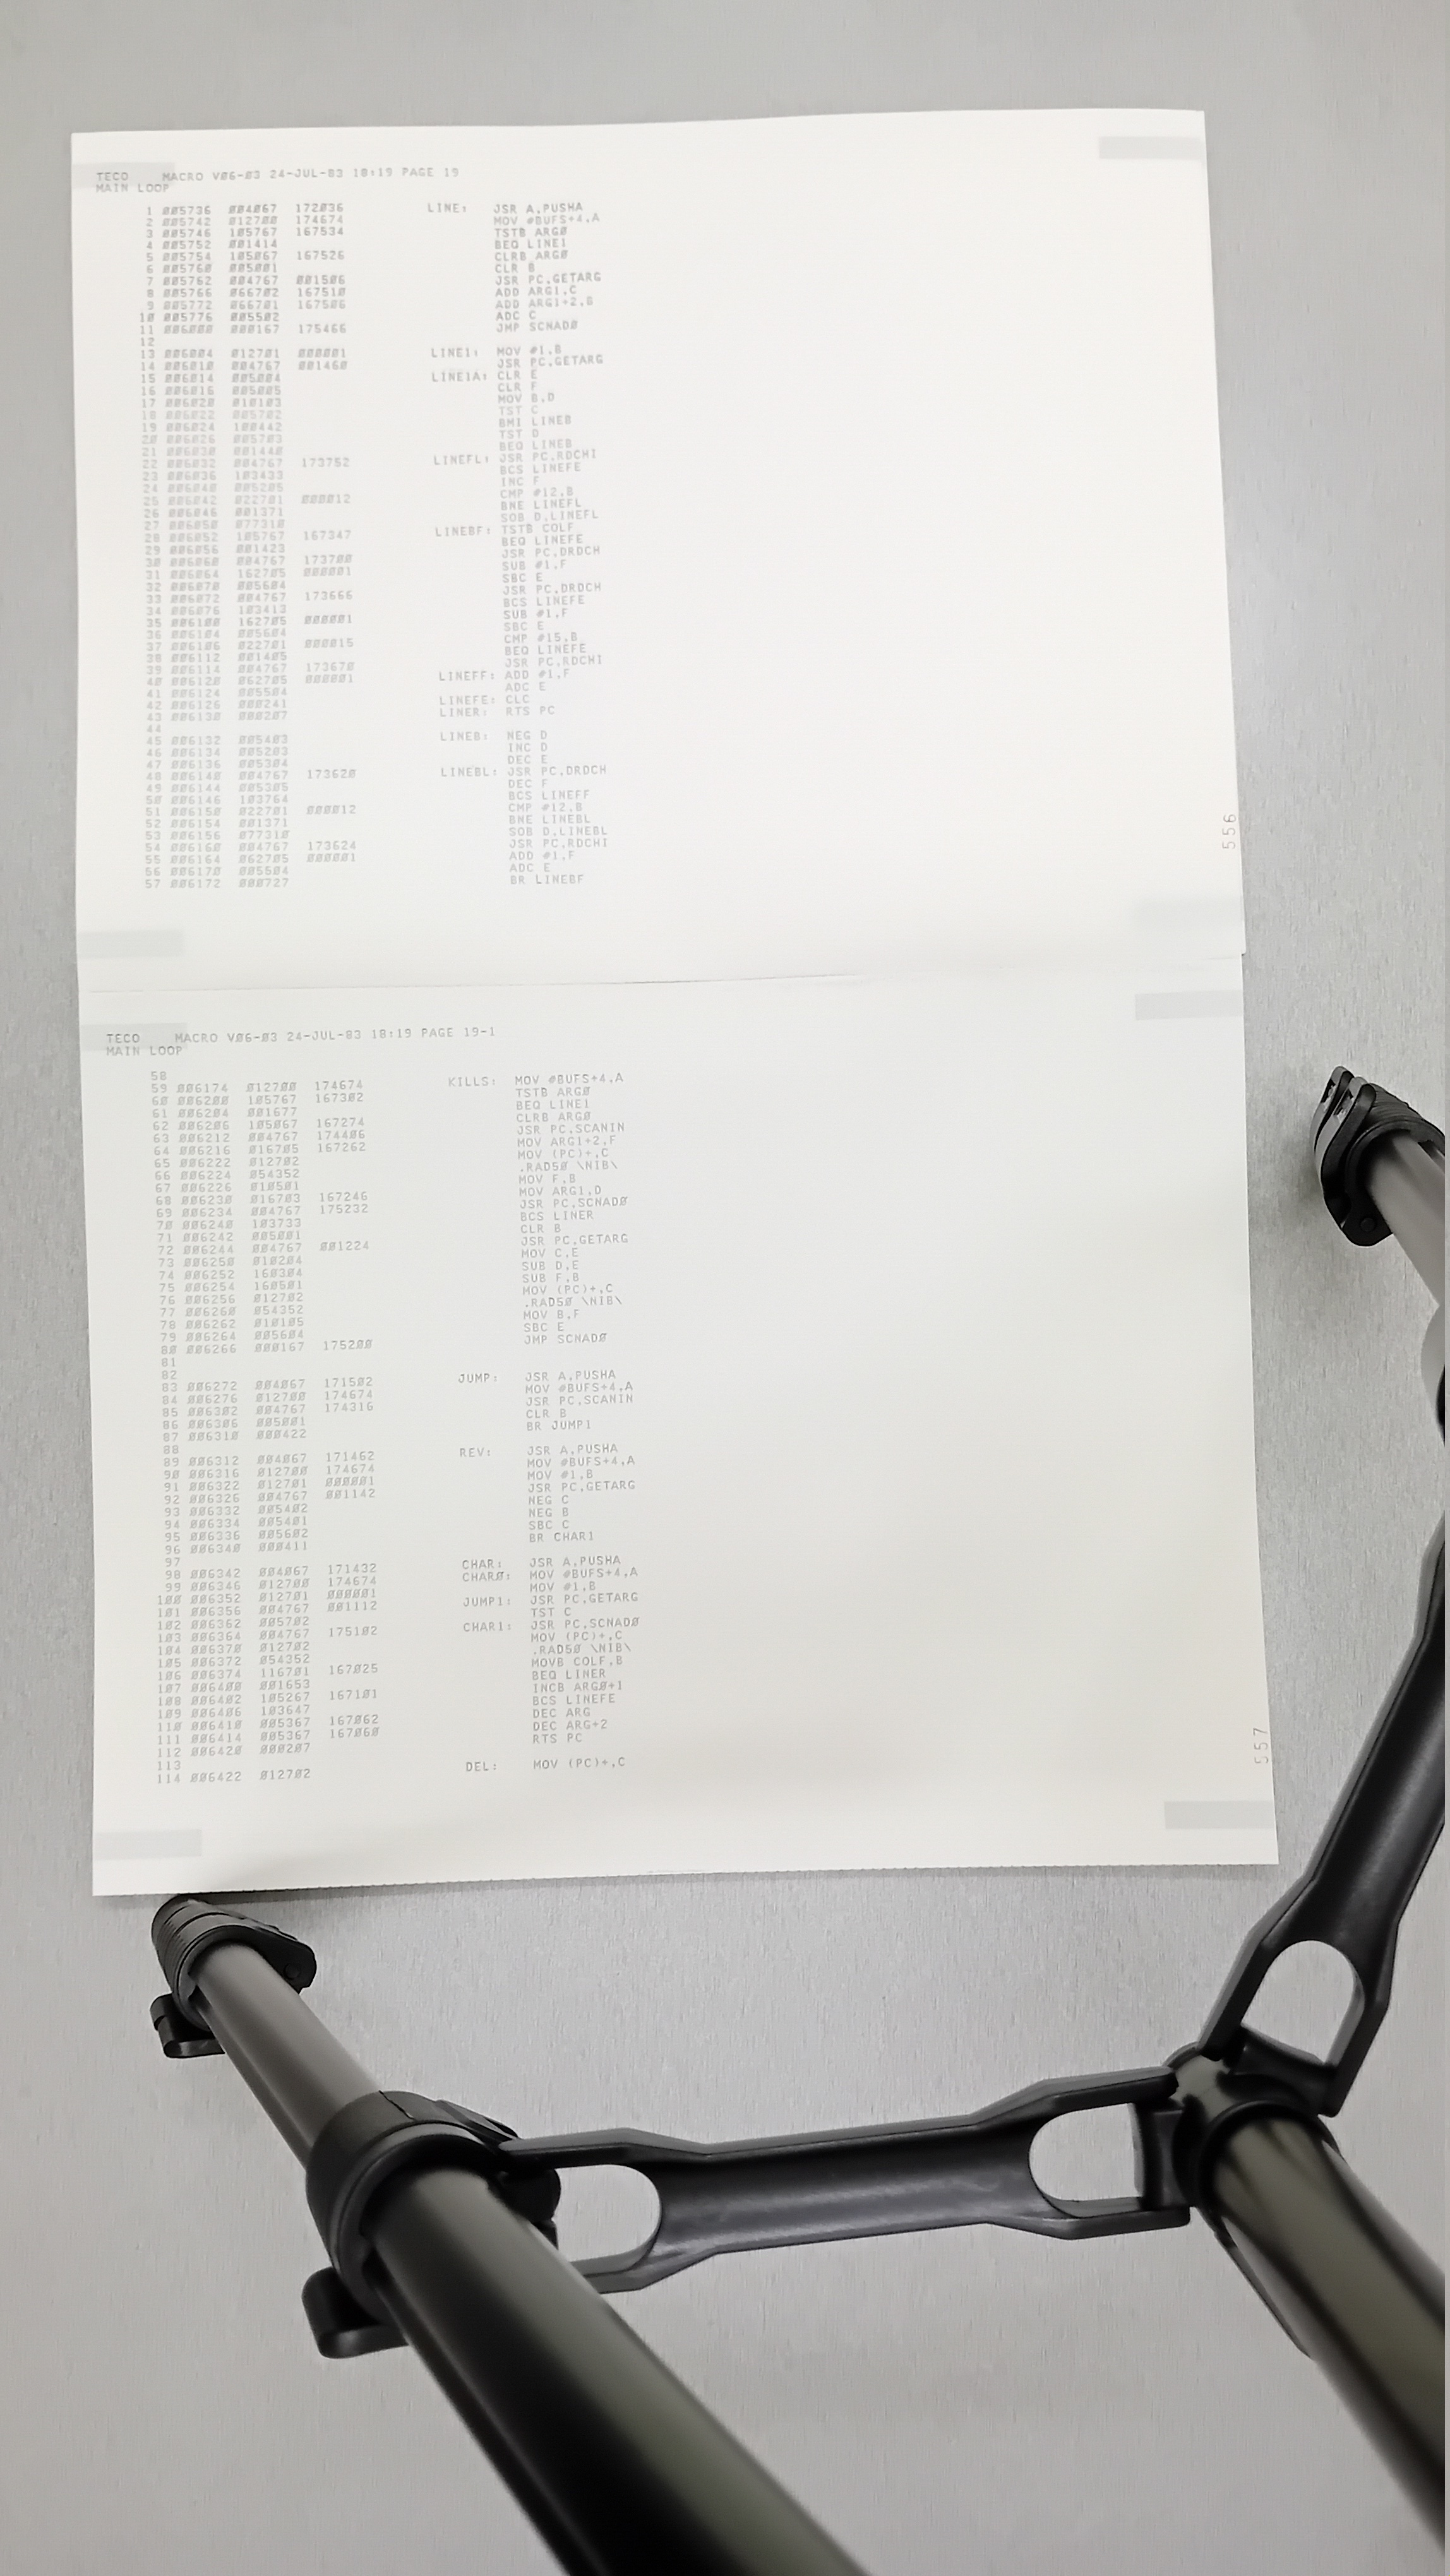 TECO MACRO VØ6-Ø3 24-JUL-83 18:19 PAGE 19
MAIN LOOP
1 ØØ5736 ØØ4Ø67 172Ø36 LINE: JSR A,PUSHA
2 ØØ5742 Ø127ØØ 174674 MOV #BUFS+4,A
3 ØØ5746 1Ø5767 167534 TSTB ARGØ
4 ØØ5752 ØØ1414 BEQ LINE1
5 ØØ5754 1Ø5Ø67 167526 CLRB ARGØ
6 ØØ576Ø ØØ5ØØ1 CLR B
7 ØØ5762 ØØ4767 ØØ15Ø6 JSR PC,GETARG
8 ØØ5766 Ø667Ø2 16751Ø ADD ARG1,C
9 ØØ5772 Ø667Ø1 1675Ø6 ADD ARG1+2,B
10 ØØ5776 ØØ55Ø2 ADC C
11 ØØ6ØØØ ØØØ167 175466 JMP SCNADØ
12
13 ØØ6ØØ4 Ø127Ø1 ØØØØØ1 LINE1: MOV #1,B
14 ØØ6Ø1Ø ØØ4767 ØØ146Ø JSR PC,GETARG
15 ØØ6Ø14 ØØ5ØØ4 LINE1A: CLR E
16 ØØ6Ø16 ØØ5ØØ5 CLR F
17 ØØ6Ø2Ø Ø1Ø1Ø3 MOV B,D
18 ØØ6Ø22 ØØ57Ø2 TST C
19 ØØ6Ø24 1ØØ442 BMI LINEB
2Ø ØØ6Ø26 ØØ57Ø3 TST D
21 ØØ6Ø3Ø ØØ144Ø BEQ LINEB
22 ØØ6Ø32 ØØ4767 173752 LINEFL: JSR PC,RDCHI
23 ØØ6Ø36 1Ø3433 BCS LINEFE
24 ØØ6Ø4Ø ØØ52Ø5 INC F
25 ØØ6Ø42 Ø227Ø1 ØØØØ12 CMP #12,B
26 ØØ6Ø46 ØØ1371 BNE LINEFL
27 ØØ6Ø5Ø Ø7731Ø SOB D,LINEFL
28 ØØ6Ø52 1Ø5767 167347 LINEBF: TSTB COLF
29 ØØ6Ø56 ØØ1423 BEQ LINEFE
3Ø ØØ6Ø6Ø ØØ4767 1737ØØ JSR PC,DRDCH
31 ØØ6Ø64 1627Ø5 ØØØØØ1 SUB #1,F
32 ØØ6Ø7Ø ØØ56Ø4 SBC E
33 ØØ6Ø72 ØØ4767 173666 JSR PC,DRDCH
34 ØØ6Ø76 1Ø3413 BCS LINEFE
35 ØØ61ØØ 1627Ø5 ØØØØØ1 SUB #1,F
36 ØØ61Ø4 ØØ56Ø4 SBC E
37 ØØ61Ø6 Ø227Ø1 ØØØØ15 CMP #15,B
38 ØØ6112 ØØ14Ø5 BEQ LINEFE
39 ØØ6114 ØØ4767 17367Ø JSR PC,RDCHI
4Ø ØØ612Ø Ø627Ø5 ØØØØØ1 LINEFF: ADD #1,F
41 ØØ6124 ØØ55Ø4 ADC E
42 ØØ6126 ØØØ241 LINEFE: CLC
43 ØØ613Ø ØØØ2Ø7 LINER: RTS PC
44
45 ØØ6132 ØØ54Ø3 LINEB: NEG D
46 ØØ6134 ØØ52Ø3 INC D
47 ØØ6136 ØØ53Ø4 DEC E
48 ØØ614Ø ØØ4767 17362Ø LINEBL: JSR PC,DRDCH
49 ØØ6144 ØØ53Ø5 DEC F
5Ø ØØ6146 1Ø3764 BCS LINEFF
51 ØØ615Ø Ø227Ø1 ØØØØ12 CMP #12,B
52 ØØ6154 ØØ1371 BNE LINEBL
53 ØØ6156 Ø7731Ø SOB D,LINEBL
54 ØØ616Ø ØØ4767 173624 JSR PC,RDCHI
55 ØØ6164 Ø627Ø5 ØØØØØ1 ADD #1,F
56 ØØ617Ø ØØ55Ø4 ADC E
57 ØØ6172 ØØØ727 BR LINEBF
556
TECO MACRO VØ6-Ø3 24-JUL-83 18:19 PAGE 19-1
MAIN LOOP
58
59 ØØ6174 Ø127ØØ 174674 KILLS: MOV #BUFS+4,A
6Ø ØØ62ØØ 1Ø5767 1673Ø2 TSTB ARGØ
61 ØØ62Ø4 ØØ1677 BEQ LINE1
62 ØØ62Ø6 1Ø5Ø67 167274 CLRB ARGØ
63 ØØ6212 ØØ4767 1744Ø6 JSR PC,SCANIN
64 ØØ6216 Ø167Ø5 167262 MOV ARG1+2,F
65 ØØ6222 Ø127Ø2 MOV (PC)+,C
66 ØØ6224 Ø54352 .RAD5Ø \NIB\
67 ØØ6226 Ø1Ø5Ø1 MOV F,B
68 ØØ623Ø Ø167Ø3 167246 MOV ARG1,D
69 ØØ6234 ØØ4767 175232 JSR PC,SCNADØ
7Ø ØØ624Ø 1Ø3733 BCS LINER
71 ØØ6242 ØØ5ØØ1 CLR B
72 ØØ6244 ØØ4767 ØØ1224 JSR PC,GETARG
73 ØØ625Ø Ø1Ø2Ø4 MOV C,E
74 ØØ6252 16Ø3Ø4 SUB D,E
75 ØØ6254 16Ø5Ø1 SUB F,B
76 ØØ6256 Ø127Ø2 MOV (PC)+,C
77 ØØ626Ø Ø54352 .RAD5Ø \NIB\
78 ØØ6262 Ø1Ø1Ø5 MOV B,F
79 ØØ6264 ØØ56Ø4 SBC E
8Ø ØØ6266 ØØØ167 1752ØØ JMP SCNADØ
81
82
83 ØØ6272 ØØ4Ø67 1715Ø2 JUMP: JSR A,PUSHA
84 ØØ6276 Ø127ØØ 174674 MOV #BUFS+4,A
85 ØØ63Ø2 ØØ4767 174316 JSR PC,SCANIN
86 ØØ63Ø6 ØØ5ØØ1 CLR B
87 ØØ631Ø ØØØ422 BR JUMP1
88
89 ØØ6312 ØØ4Ø67 171462 REV: JSR A,PUSHA
9Ø ØØ6316 Ø127ØØ 174674 MOV #BUFS+4,A
91 ØØ6322 Ø127Ø1 ØØØØØ1 MOV #1,B
92 ØØ6326 ØØ4767 ØØ1142 JSR PC,GETARG
93 ØØ6332 ØØ54Ø2 NEG C
94 ØØ6334 ØØ54Ø1 NEG B
95 ØØ6336 ØØ56Ø2 SBC C
96 ØØ634Ø ØØØ411 BR CHAR1
97
98 ØØ6342 ØØ4Ø67 171432 CHAR: JSR A,PUSHA
99 ØØ6346 Ø127ØØ 174674 CHARØ: MOV #BUFS+4,A
1ØØ ØØ6352 Ø127Ø1 ØØØØØ1 MOV #1,B
1Ø1 ØØ6356 ØØ4767 ØØ1112 JUMP1: JSR PC,GETARG
1Ø2 ØØ6362 ØØ57Ø2 TST C
1Ø3 ØØ6364 ØØ4767 1751Ø2 CHAR1: JSR PC,SCNADØ
1Ø4 ØØ637Ø Ø127Ø2 MOV (PC)+,C
1Ø5 ØØ6372 Ø54352 .RAD5Ø \NIB\
1Ø6 ØØ6374 1167Ø1 167Ø25 MOVB COLF,B
1Ø7 ØØ64ØØ ØØ1653 BEQ LINER
1Ø8 ØØ64Ø2 1Ø5267 1671Ø1 INCB ARGØ+1
1Ø9 ØØ64Ø6 1Ø3647 BCS LINEFE
11Ø ØØ641Ø ØØ5367 167Ø62 DEC ARG
111 ØØ6414 ØØ5367 167Ø6Ø DEC ARG+2
112 ØØ642Ø ØØØ2Ø7 RTS PC
113
114 ØØ6422 Ø127Ø2 DEL: MOV (PC)+,C
557